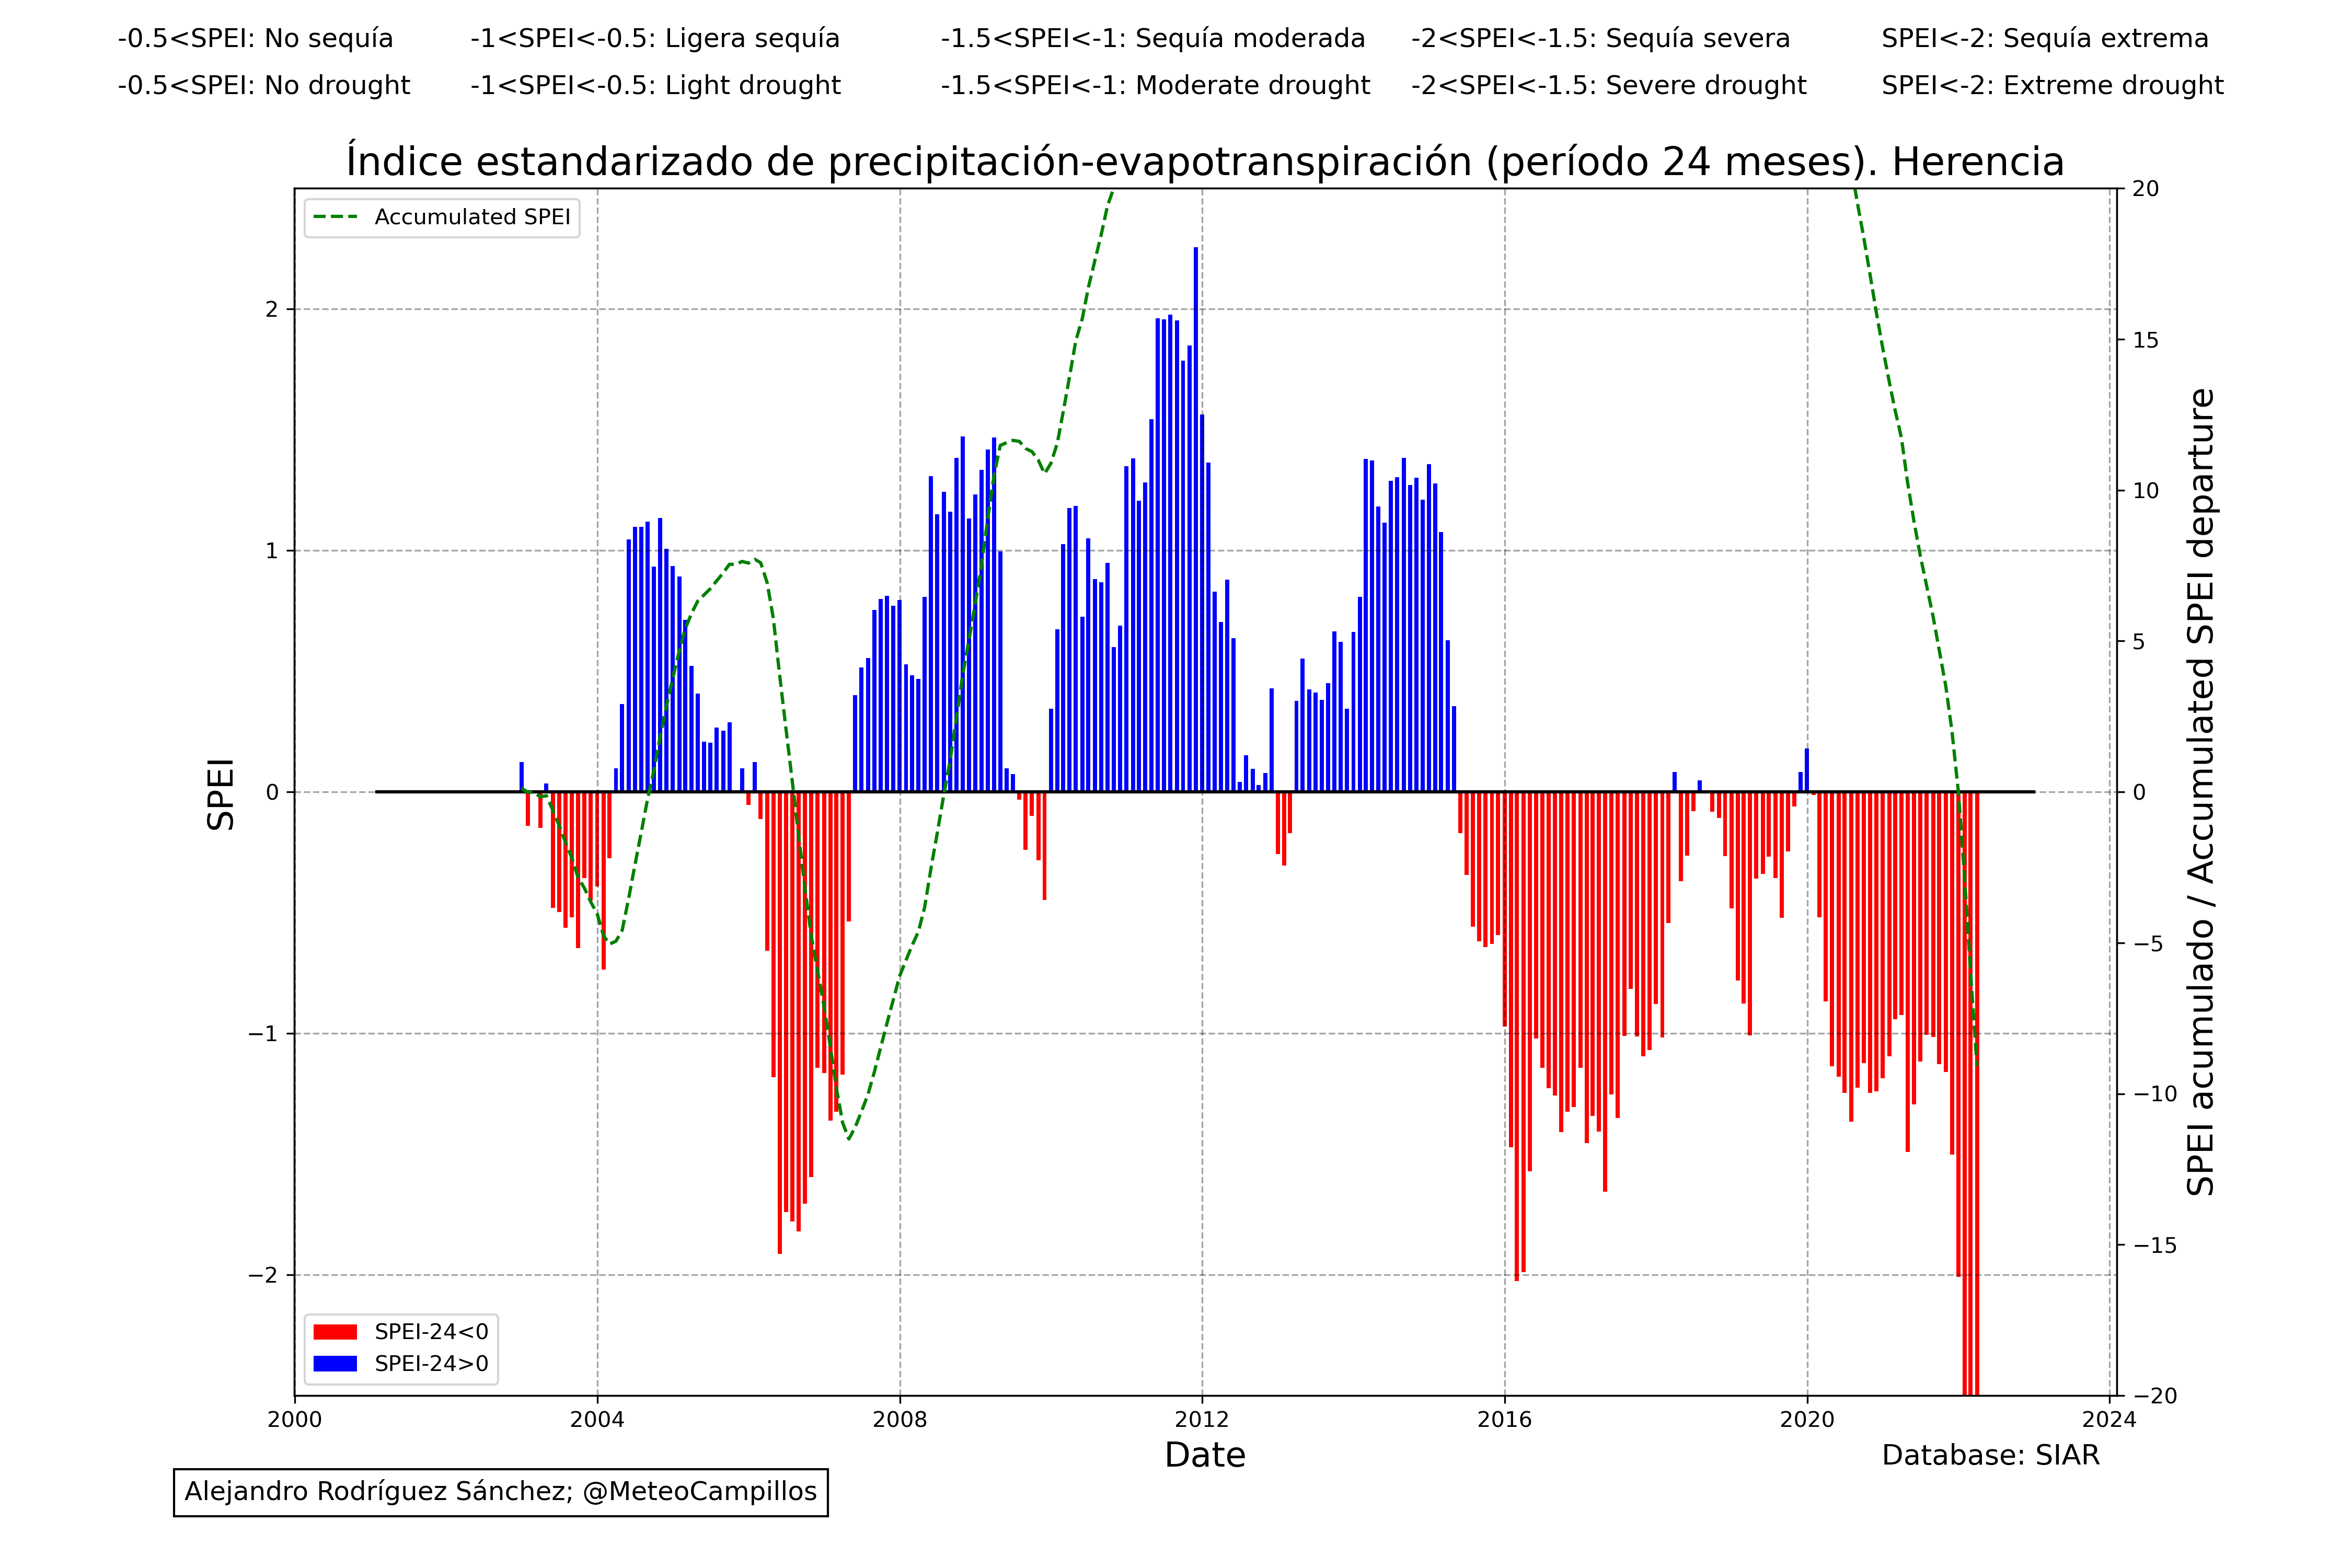 -0.5<SPEI: No sequía -1<SPEI<-0.5: Ligera sequía -1.5<SPEI<-1: Sequía moderada -2<SPEI<-1.5: Sequía severa SPEI<-2: Sequía extrema
-0.5<SPEI: No drought -1<SPEI<-0.5: Light drought -1.5<SPEI<-1: Moderate drought -2<SPEI<-1.5: Severe drought SPEI<-2: Extreme drought
Índice estandarizado de precipitación-evapotranspiración (período 24 meses). Herencia
Accumulated SPEI
SPEI
2
1
0
−1
−2
20
15
10
5
0
−5
−10
−15
−20
SPEI acumulado / Accumulated SPEI departure
SPEI-24<0
SPEI-24>0
2000 2004 2008 2012 2016 2020 2024
Date
Database: SIAR
Alejandro Rodríguez Sánchez; @MeteoCampillos